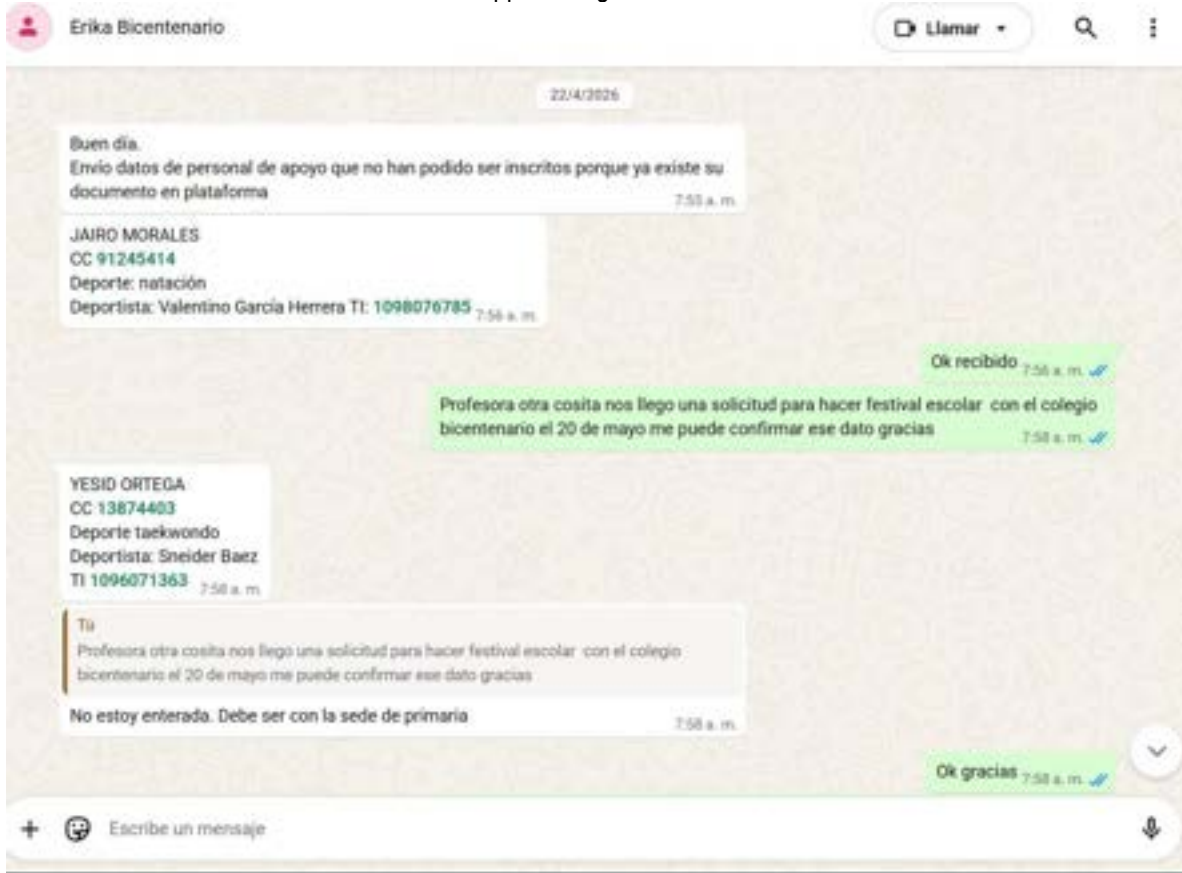 Erika Bicentenario
Llamar
22/4/2026
Buen día.
Envío datos de personal de apoyo que no han podido ser inscritos porque ya existe su
documento en plataforma
7:55 a. m.
JAIRO MORALES
CC 91245414
Deporte: natación
Deportista: Valentino García Herrera TI: 1098076785 7:56 a. m.
Ok recibido 7:56 a. m.
Profesora otra cosita nos llego una solicitud para hacer festival escolar con el colegio
bicentenario el 20 de mayo me puede confirmar ese dato gracias 7:58 a. m.
YESID ORTEGA
CC 13874403
Deporte taekwondo
Deportista: Sneider Baez
TI 1096071363 7:58 a. m.
Tú
Profesora otra cosita nos llego una solicitud para hacer festival escolar con el colegio
bicentenario el 20 de mayo me puede confirmar ese dato gracias
No estoy enterada. Debe ser con la sede de primaria 7:58 a. m.
Ok gracias 7:58 a. m.
Escribe un mensaje